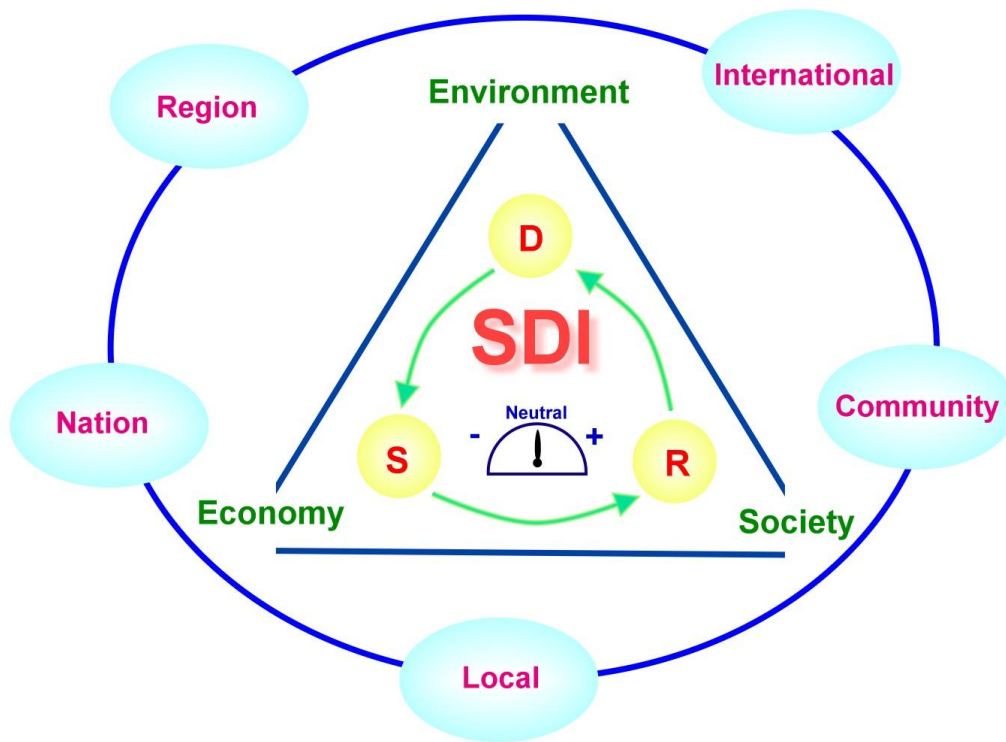 International
Region
Environment
D
SDI
Neutral
- +
Nation
Community
S
R
Economy
Society
Local